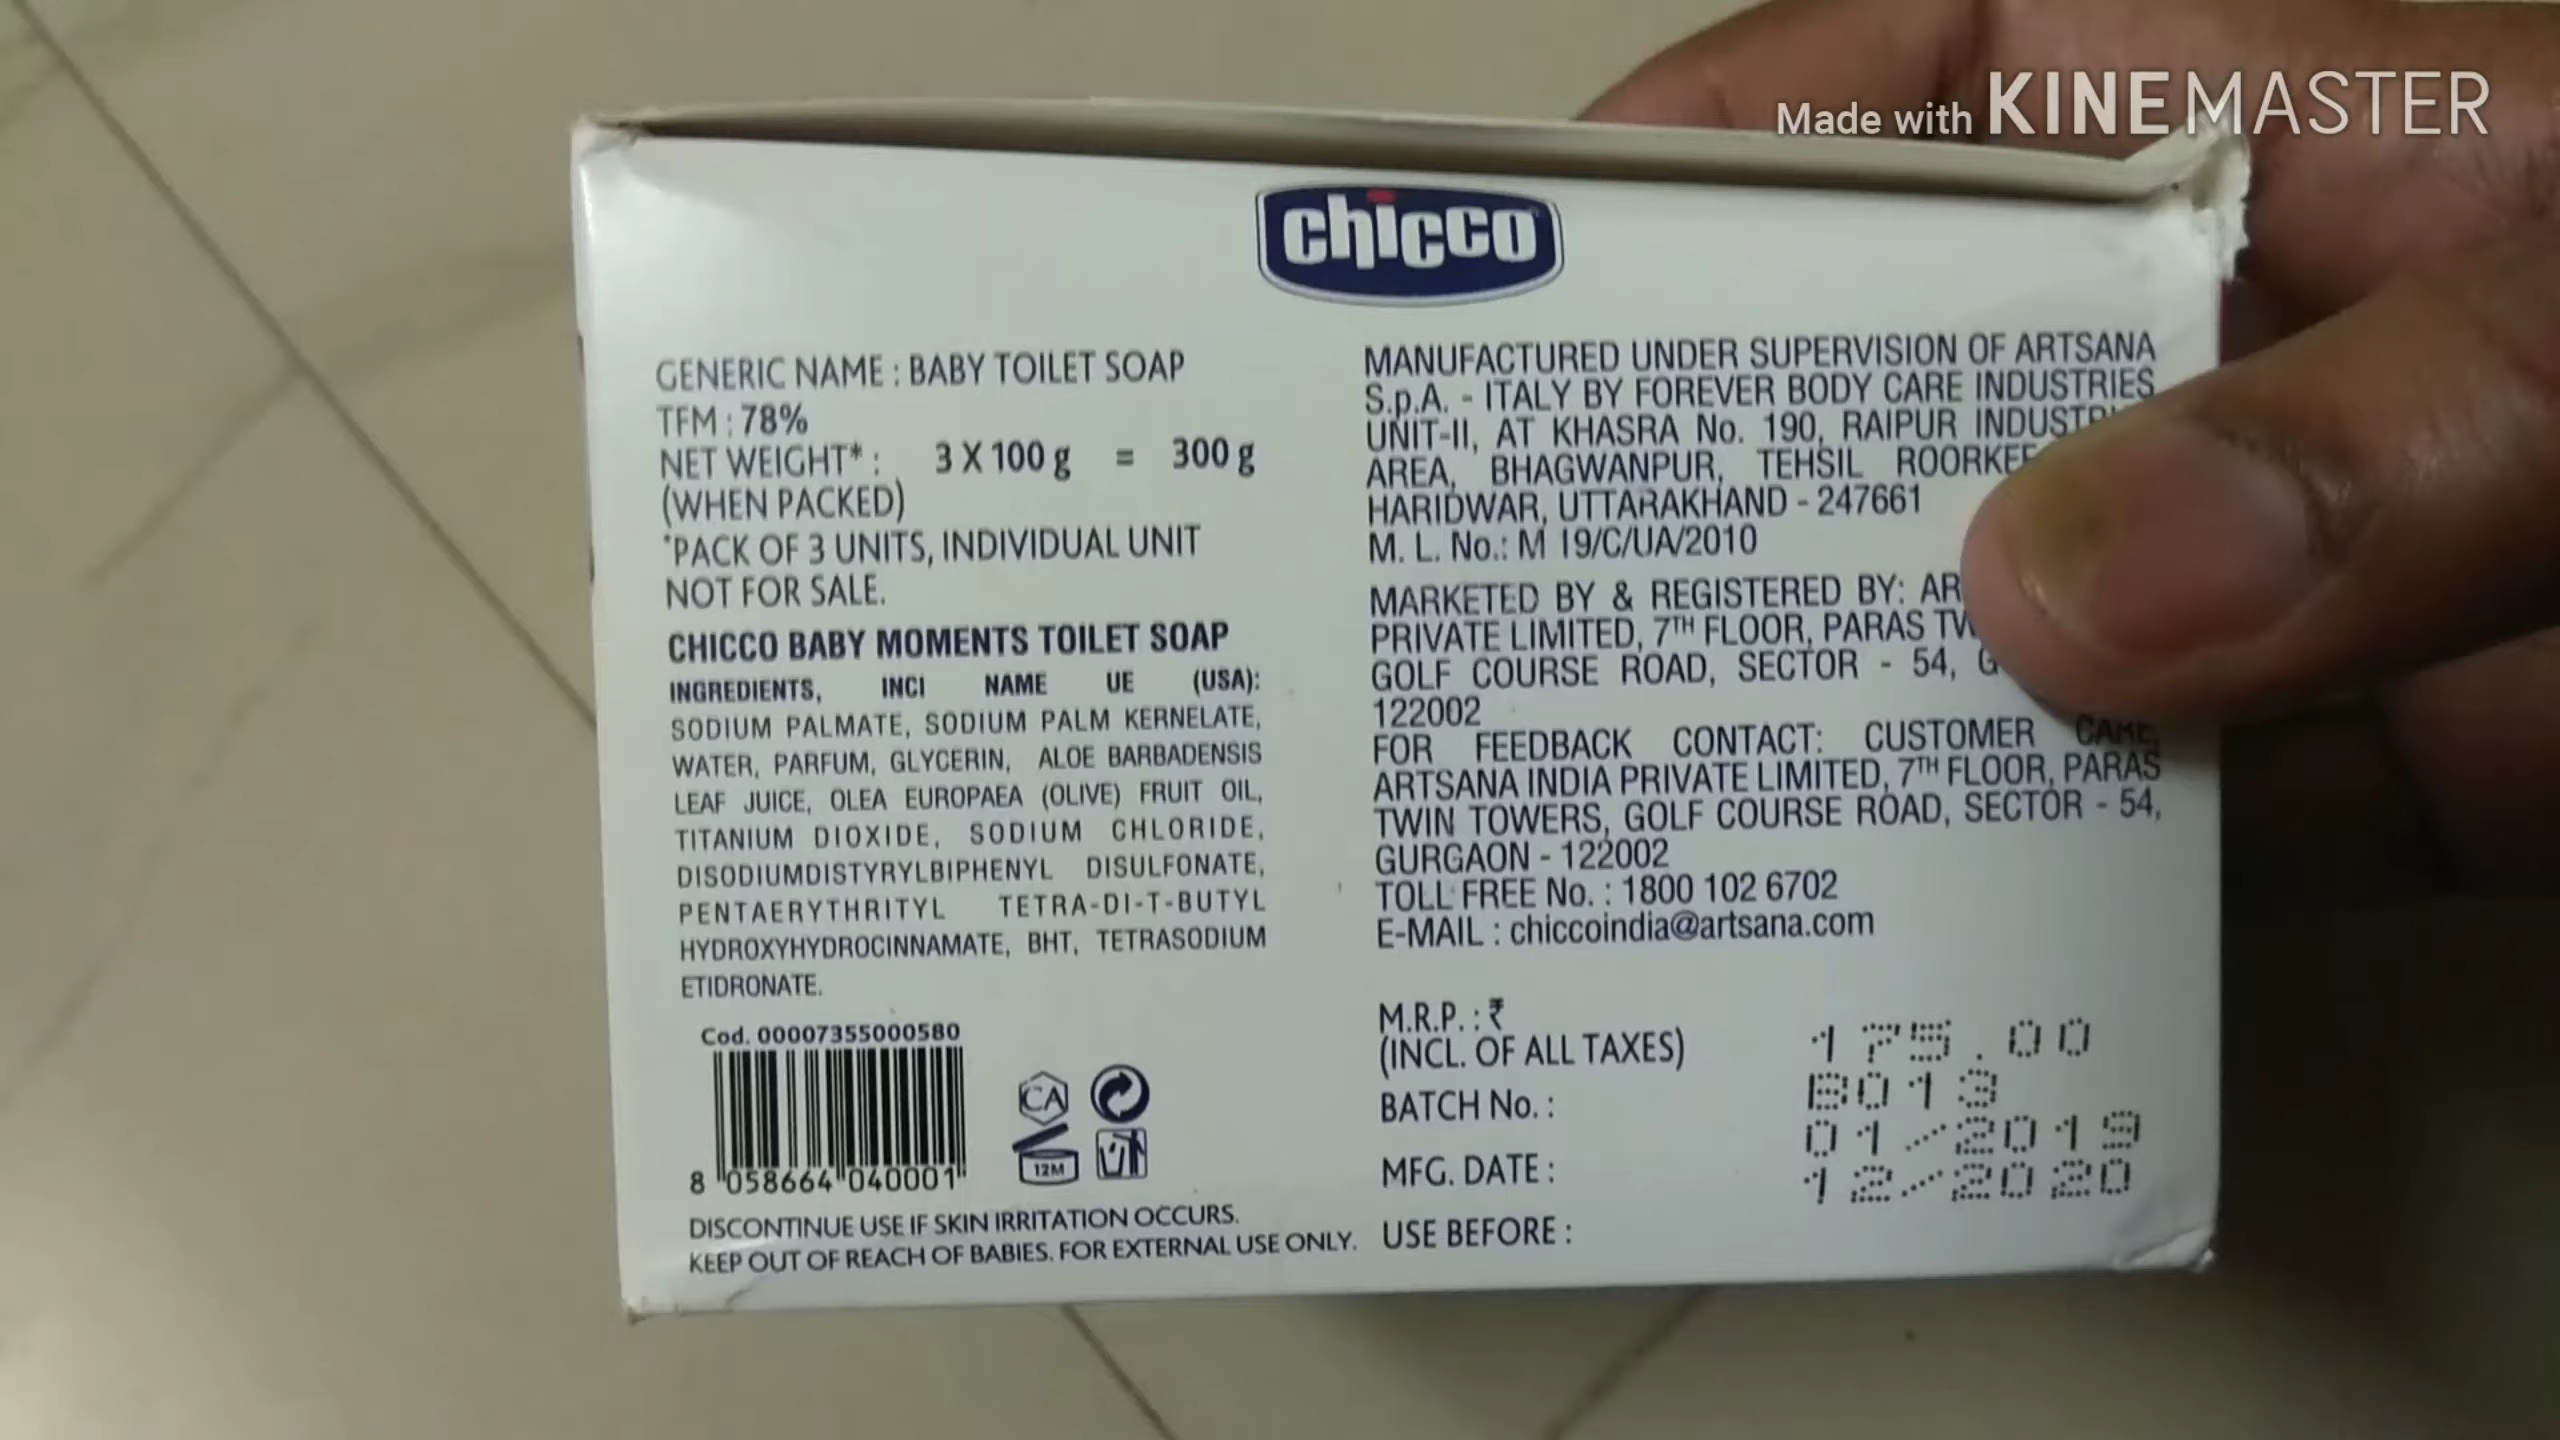 Made with KINEMASTER
chicco
GENERIC NAME : BABY TOILET SOAP
TFM : 78%
NET WEIGHT* : 3 X 100 g = 300 g
(WHEN PACKED)
*PACK OF 3 UNITS, INDIVIDUAL UNIT
NOT FOR SALE.
CHICCO BABY MOMENTS TOILET SOAP
INGREDIENTS, INCI NAME UE (USA):
SODIUM PALMATE, SODIUM PALM KERNELATE,
WATER, PARFUM, GLYCERIN, ALOE BARBADENSIS
LEAF JUICE, OLEA EUROPAEA (OLIVE) FRUIT OIL,
TITANIUM DIOXIDE, SODIUM CHLORIDE,
DISODIUMDISTYRYLBIPHENYL DISULFONATE,
PENTAERYTHRITYL TETRA-DI-T-BUTYL
HYDROXYHYDROCINNAMATE, BHT, TETRASODIUM
ETIDRONATE.
Cod. 00007355000580
8 058664 040001
CA
12M
DISCONTINUE USE IF SKIN IRRITATION OCCURS.
KEEP OUT OF REACH OF BABIES. FOR EXTERNAL USE ONLY.
MANUFACTURED UNDER SUPERVISION OF ARTSANA
S.p.A. - ITALY BY FOREVER BODY CARE INDUSTRIES
UNIT-II, AT KHASRA No. 190, RAIPUR
AREA, BHAGWANPUR, TEHSIL
HARIDWAR, UTTARAKHAND - 247661
M. L. No.: M 19/C/UA/2010
MARKETED BY & REGISTERED BY:
PRIVATE LIMITED, 7TH FLOOR, PARAS
GOLF COURSE ROAD, SECTOR - 54,
122002
FOR FEEDBACK CONTACT: CUSTOMER CARE,
ARTSANA INDIA PRIVATE LIMITED, 7TH FLOOR, PARAS
TWIN TOWERS, GOLF COURSE ROAD, SECTOR - 54,
GURGAON - 122002
TOLL FREE No. : 1800 102 6702
E-MAIL : chiccoindia@artsana.com
M.R.P. : ₹
(INCL. OF ALL TAXES) 175.00
BATCH No. : B013
MFG. DATE : 01/2019
USE BEFORE : 12/2020